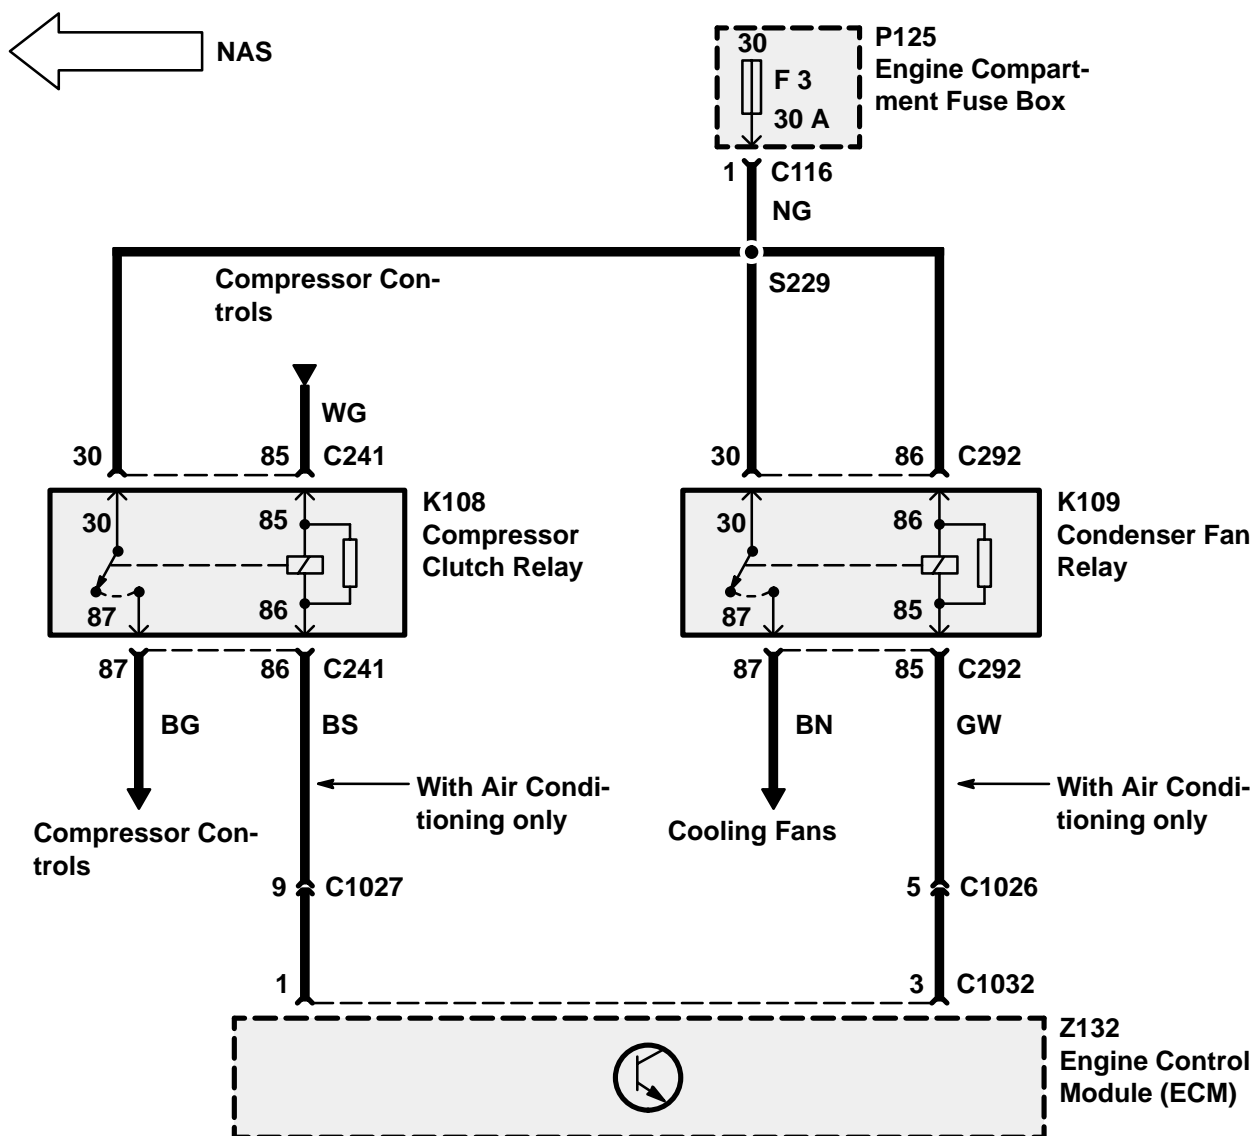 NAS
P125
Engine Compart-
ment Fuse Box
30
F 3
30 A
1
C116
NG
S229
Compressor Con-
trols
WG
30
85
C241
30
86
C292
K108
Compressor
Clutch Relay
30
85
87
86
K109
Condenser Fan
Relay
30
86
87
85
87
86
C241
87
85
C292
BG
BS
BN
GW
With Air Condi-
tioning only
With Air Condi-
tioning only
Compressor Con-
trols
Cooling Fans
9
C1027
5
C1026
1
3
C1032
Z132
Engine Control
Module (ECM)